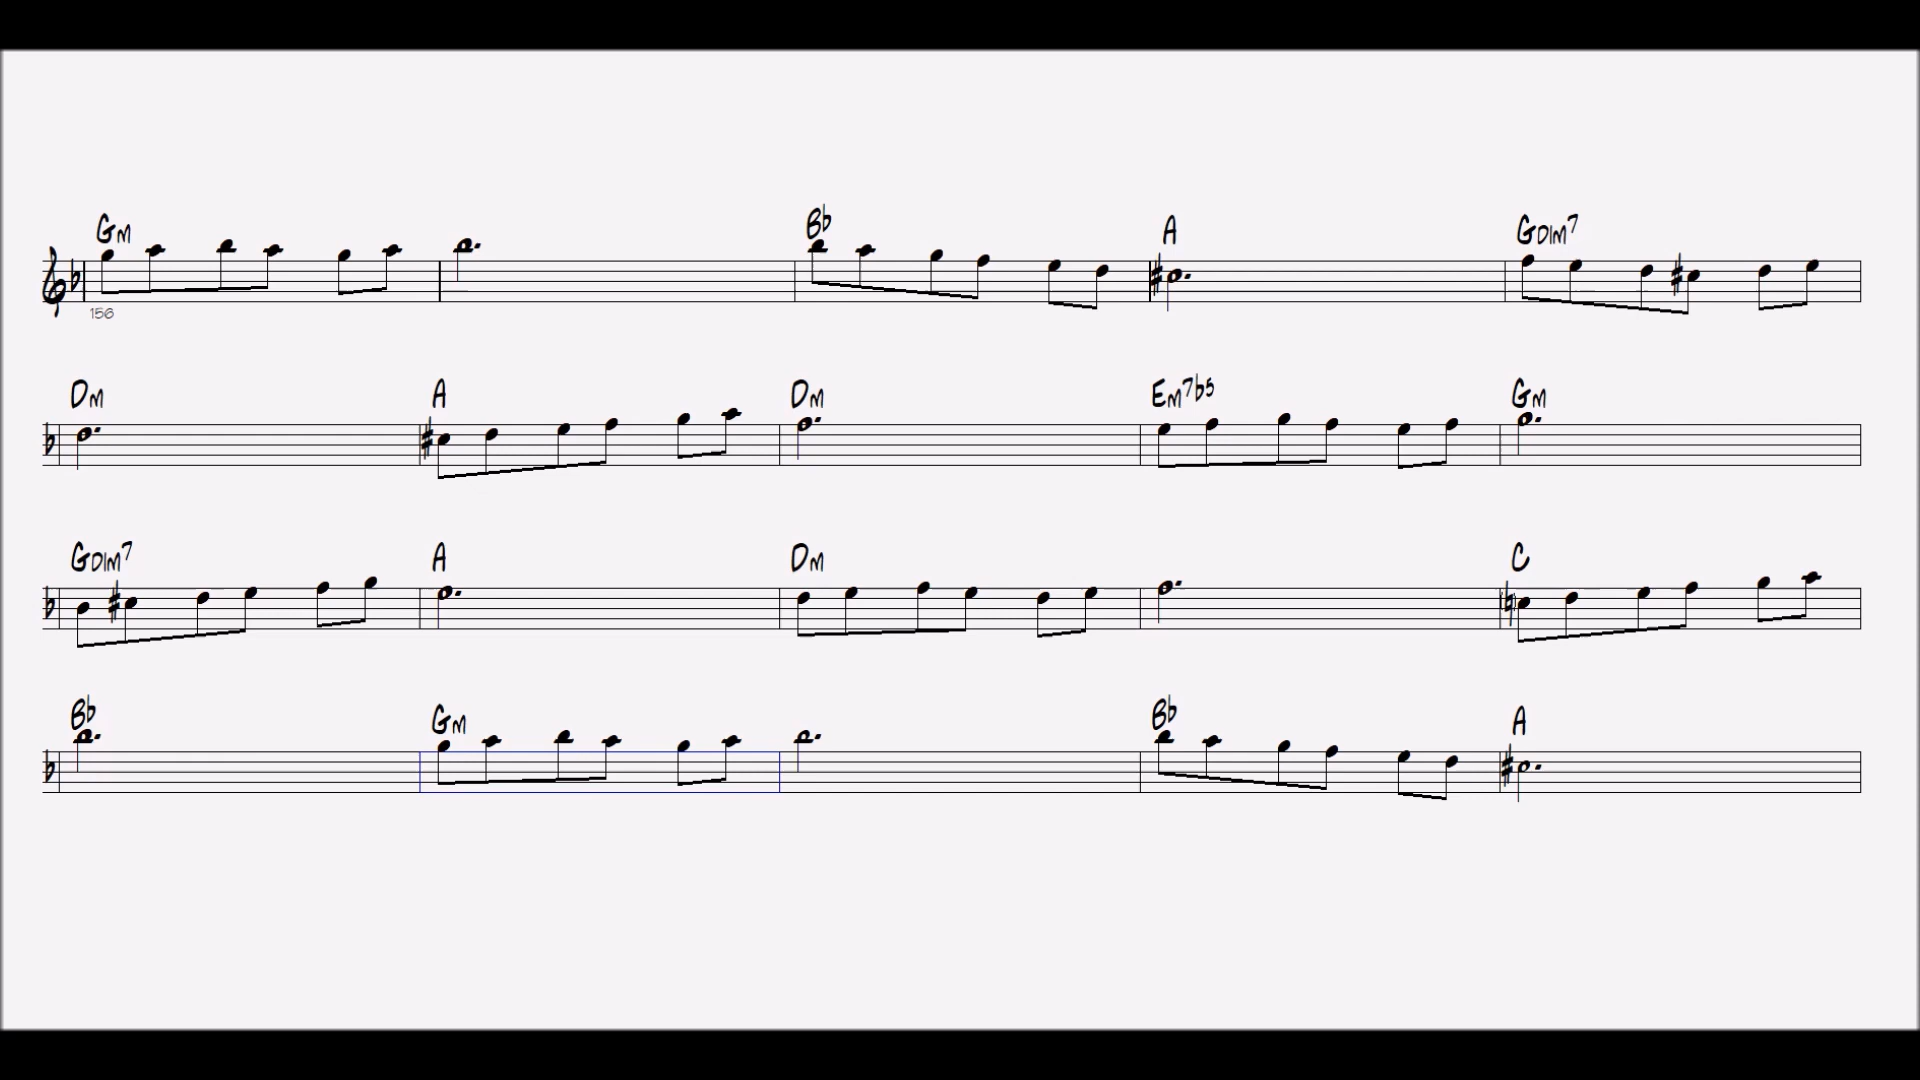 Gm Bb A Gdim7
156
Dm A Dm Em7b5 Gm
Gdim7 A Dm C
Bb Gm Bb A